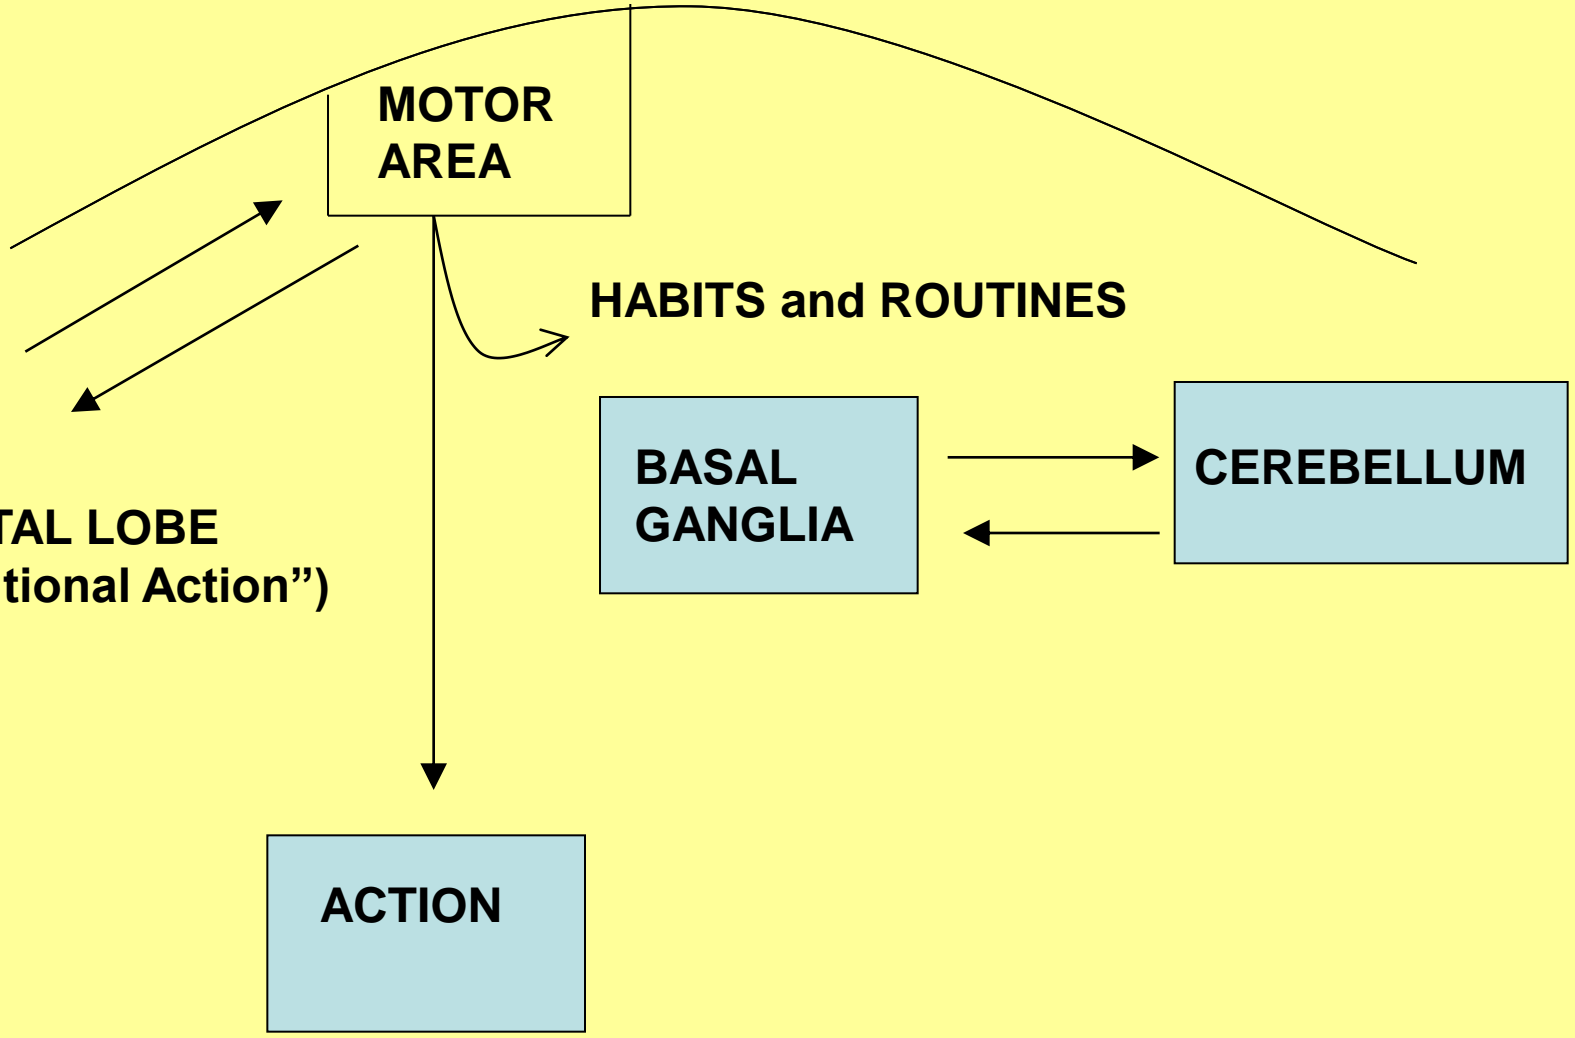 MOTOR
AREA
HABITS and ROUTINES
BASAL
GANGLIA
CEREBELLUM
TAL LOBE
tional Action”)
ACTION